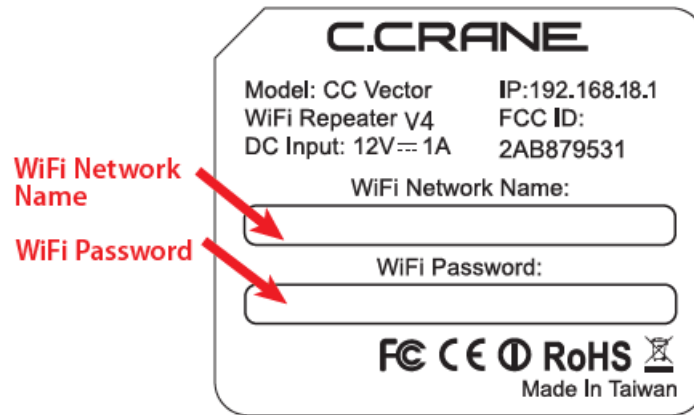 C.CRANE
Model: CC Vector IP:192.168.18.1
WiFi Repeater V4 FCC ID:
DC Input: 12V⎓1A 2AB879531
WiFi Network Name:
WiFi Network
Name
WiFi Password
WiFi Password:
FC CE RoHS
Made In Taiwan